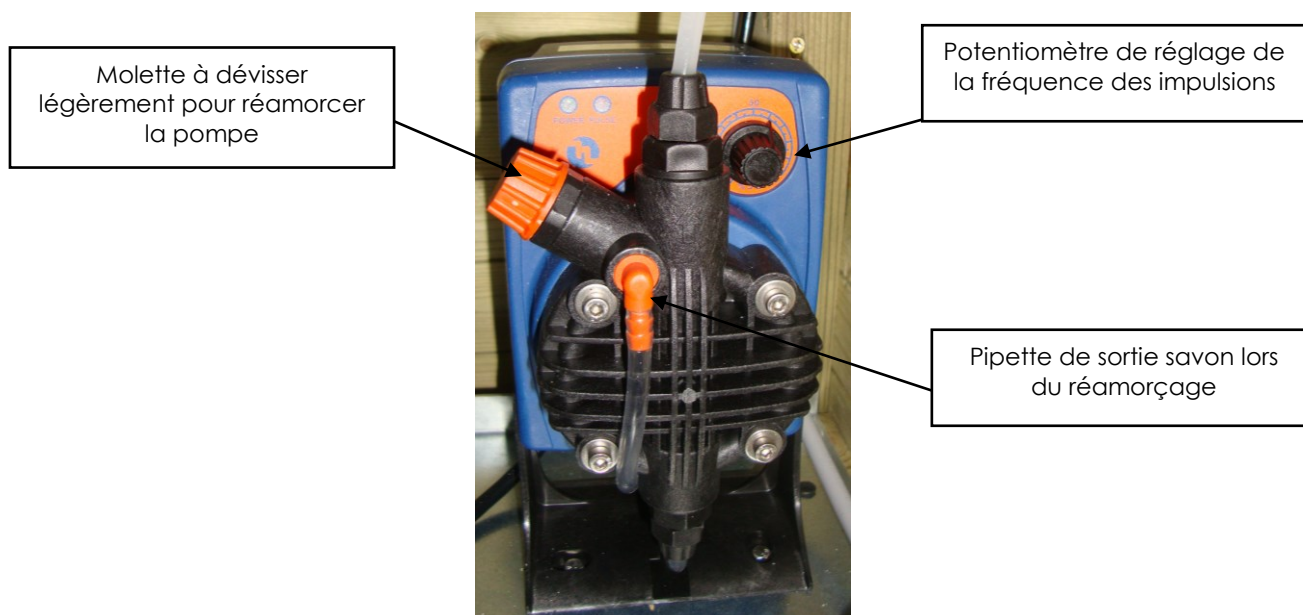 Molette à dévisser
légèrement pour réamorcer
la pompe
Potentiomètre de réglage de
la fréquence des impulsions
Pipette de sortie savon lors
du réamorçage